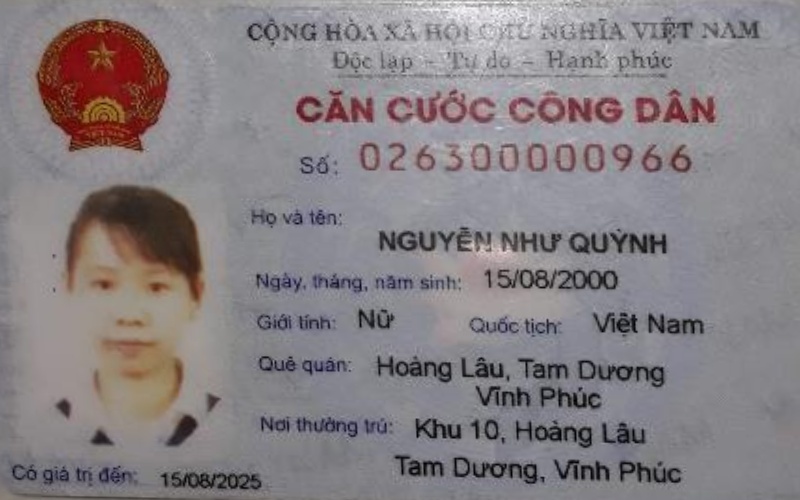 CỘNG HÒA XÃ HỘI CHỦ NGHĨA VIỆT NAM
Độc lập - Tự do - Hạnh phúc
CĂN CƯỚC CÔNG DÂN
Số: 026300000966
Họ và tên:
NGUYỄN NHƯ QUỲNH
Ngày, tháng, năm sinh: 15/08/2000
Giới tính: Nữ Quốc tịch: Việt Nam
Quê quán: Hoàng Lâu, Tam Dương
Vĩnh Phúc
Nơi thường trú: Khu 10, Hoàng Lâu
Tam Dương, Vĩnh Phúc
Có giá trị đến: 15/08/2025